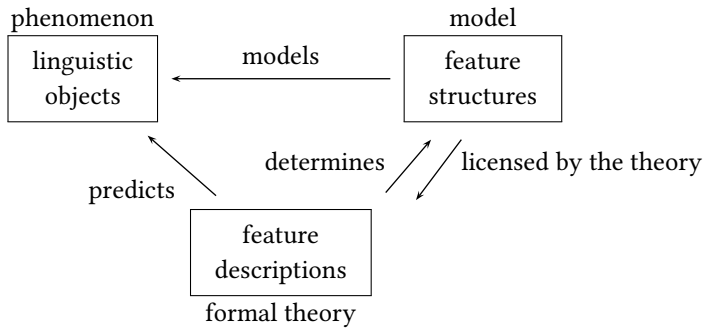 phenomenon
model
linguistic
objects
models
feature
structures
predicts
determines
licensed by the theory
feature
descriptions
formal theory